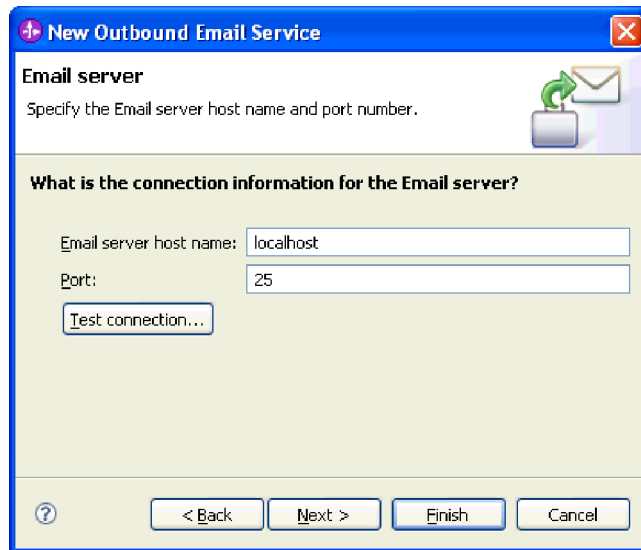 New Outbound Email Service
Email server
Specify the Email server host name and port number.
What is the connection information for the Email server?
Email server host name: localhost
Port: 25
Test connection...
? < Back Next > Finish Cancel